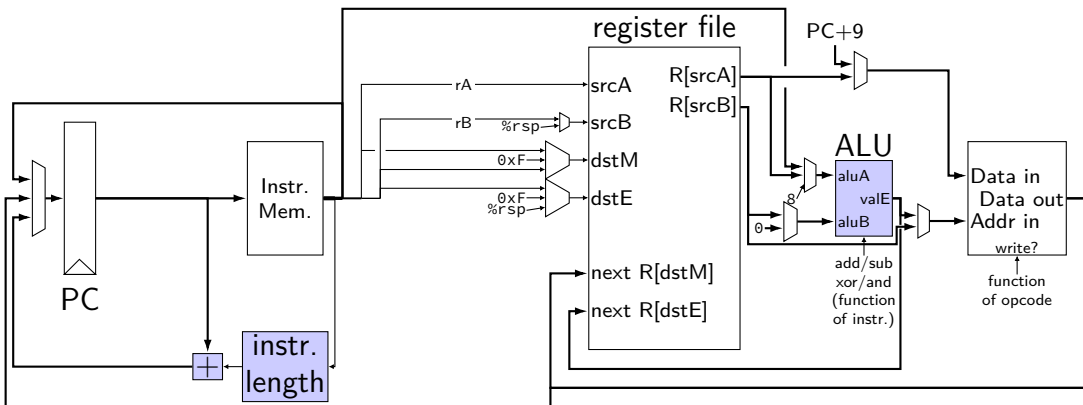 register file
PC+9
rA
srcA
R[srcA]
R[srcB]
rB
%rsp
srcB
ALU
0xF
dstM
Instr.
Mem.
aluA
Data in
valE
Data out
8
0xF
%rsp
dstE
0
aluB
Addr in
write?
PC
next R[dstM]
add/sub
xor/and
(function
of instr.)
function
of opcode
next R[dstE]
+
instr.
length